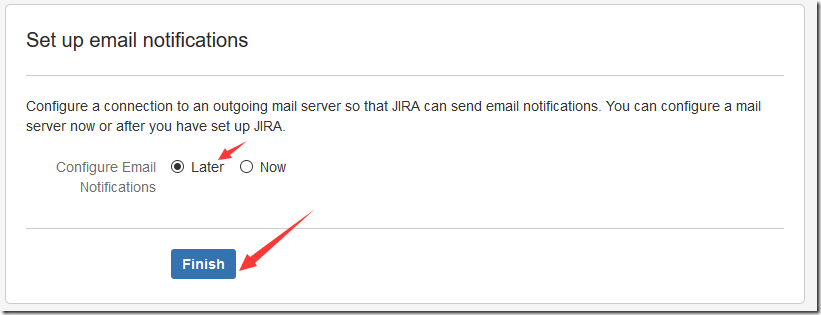 Set up email notifications
Configure a connection to an outgoing mail server so that JIRA can send email notifications. You can configure a mail
server now or after you have set up JIRA.
Configure Email Later Now
Notifications
Finish